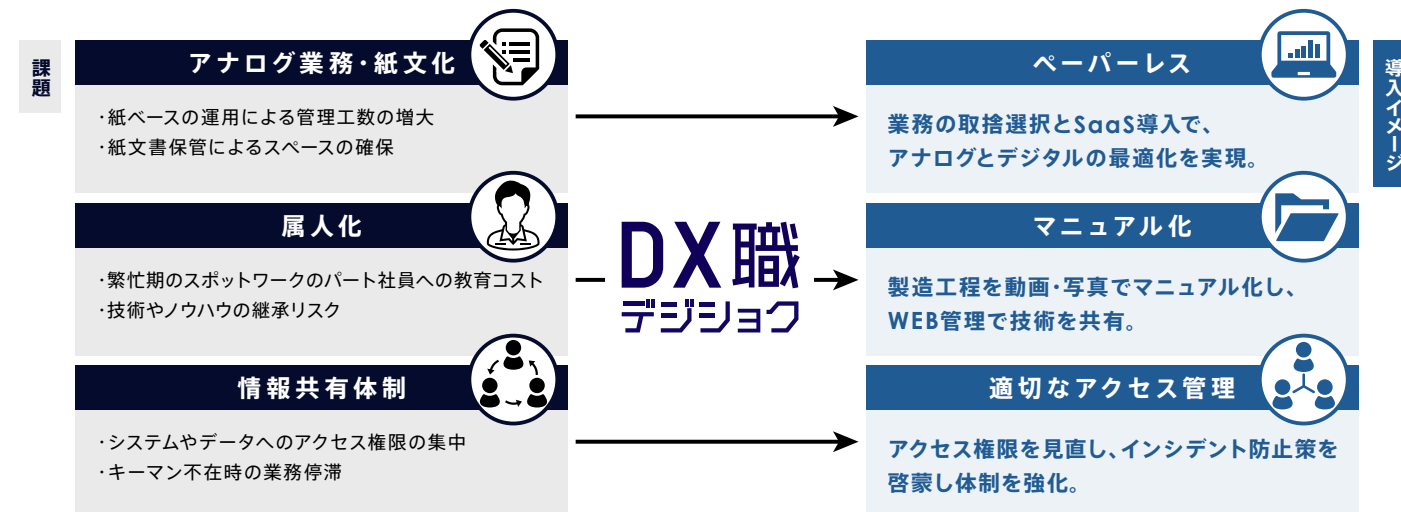 課題
アナログ業務・紙文化
・紙ベースの運用による管理工数の増大
・紙文書保管によるスペースの確保
属人化
・繁忙期のスポットワークのパート社員への教育コスト
・技術やノウハウの継承リスク
情報共有体制
・システムやデータへのアクセス権限の集中
・キーマン不在時の業務停滞
DX職
デジショク
導入イメージ
ペーパーレス
業務の取捨選択とSaaS導入で、
アナログとデジタルの最適化を実現。
マニュアル化
製造工程を動画・写真でマニュアル化し、
WEB管理で技術を共有。
適切なアクセス管理
アクセス権限を見直し、インシデント防止策を
啓蒙し体制を強化。